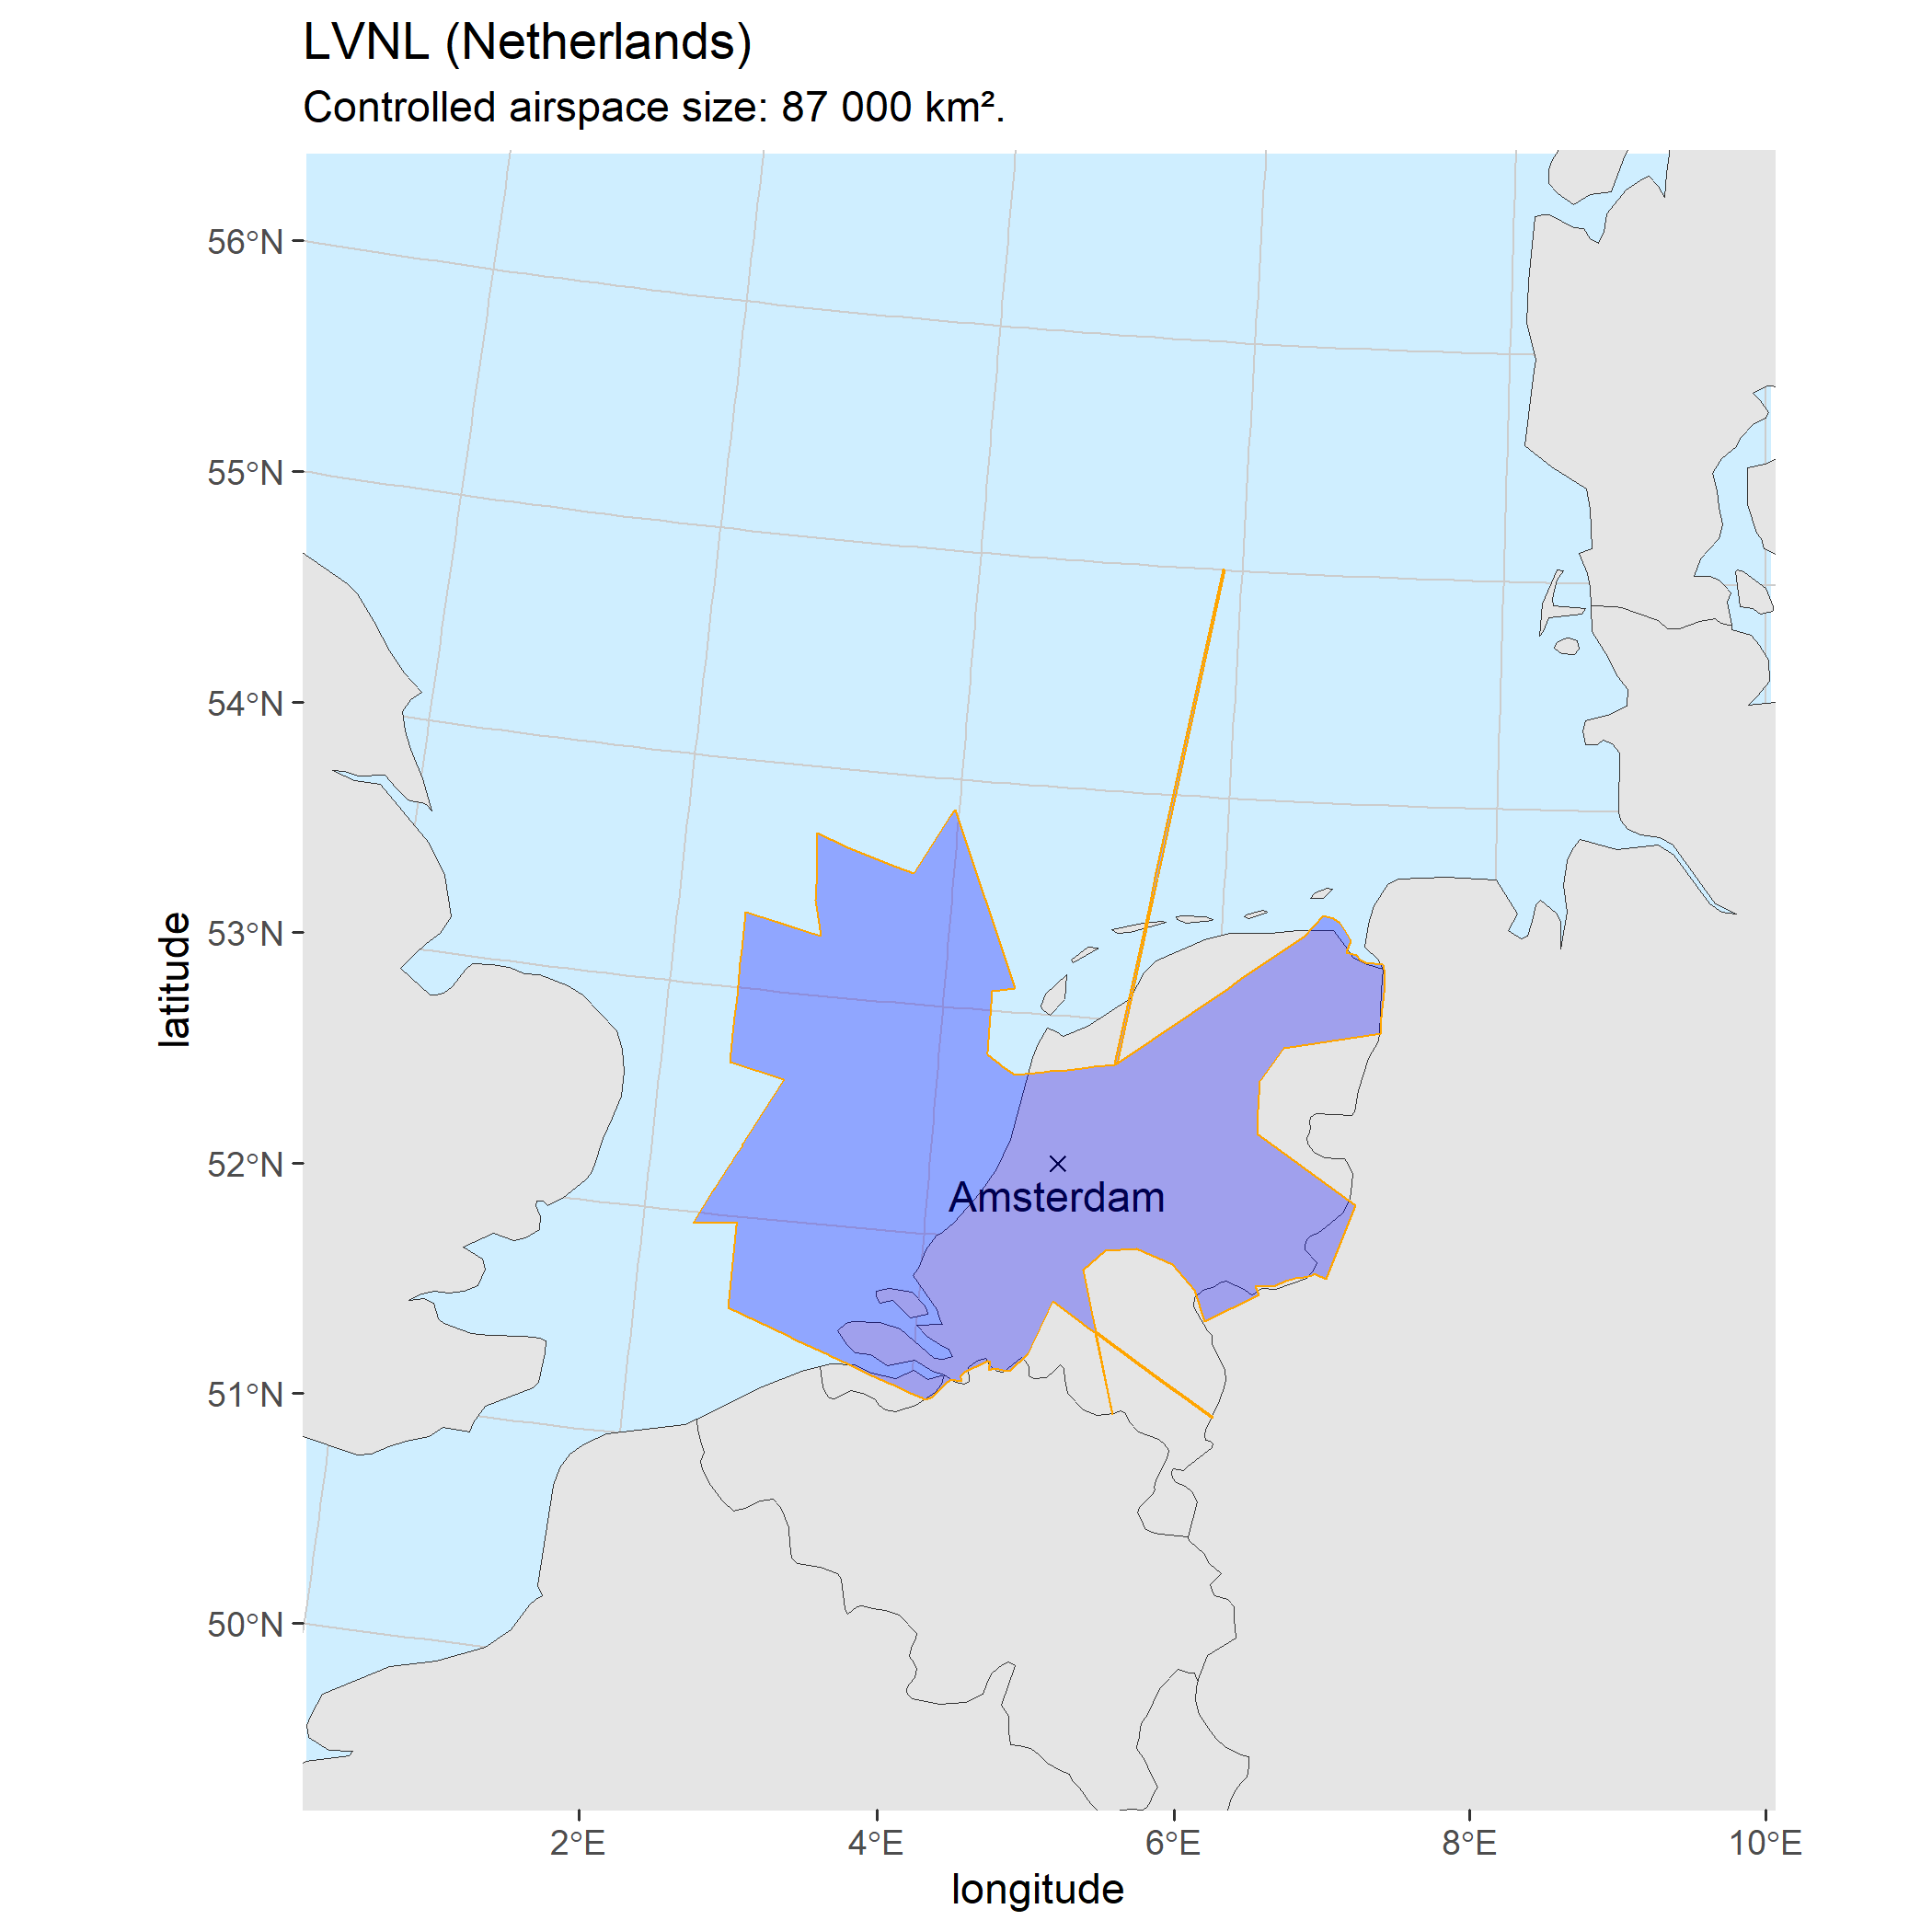 LVNL (Netherlands)
Controlled airspace size: 87 000 km².
56°N
55°N
54°N
53°N
52°N
51°N
50°N
latitude
Amsterdam
2°E
4°E
6°E
8°E
10°E
longitude